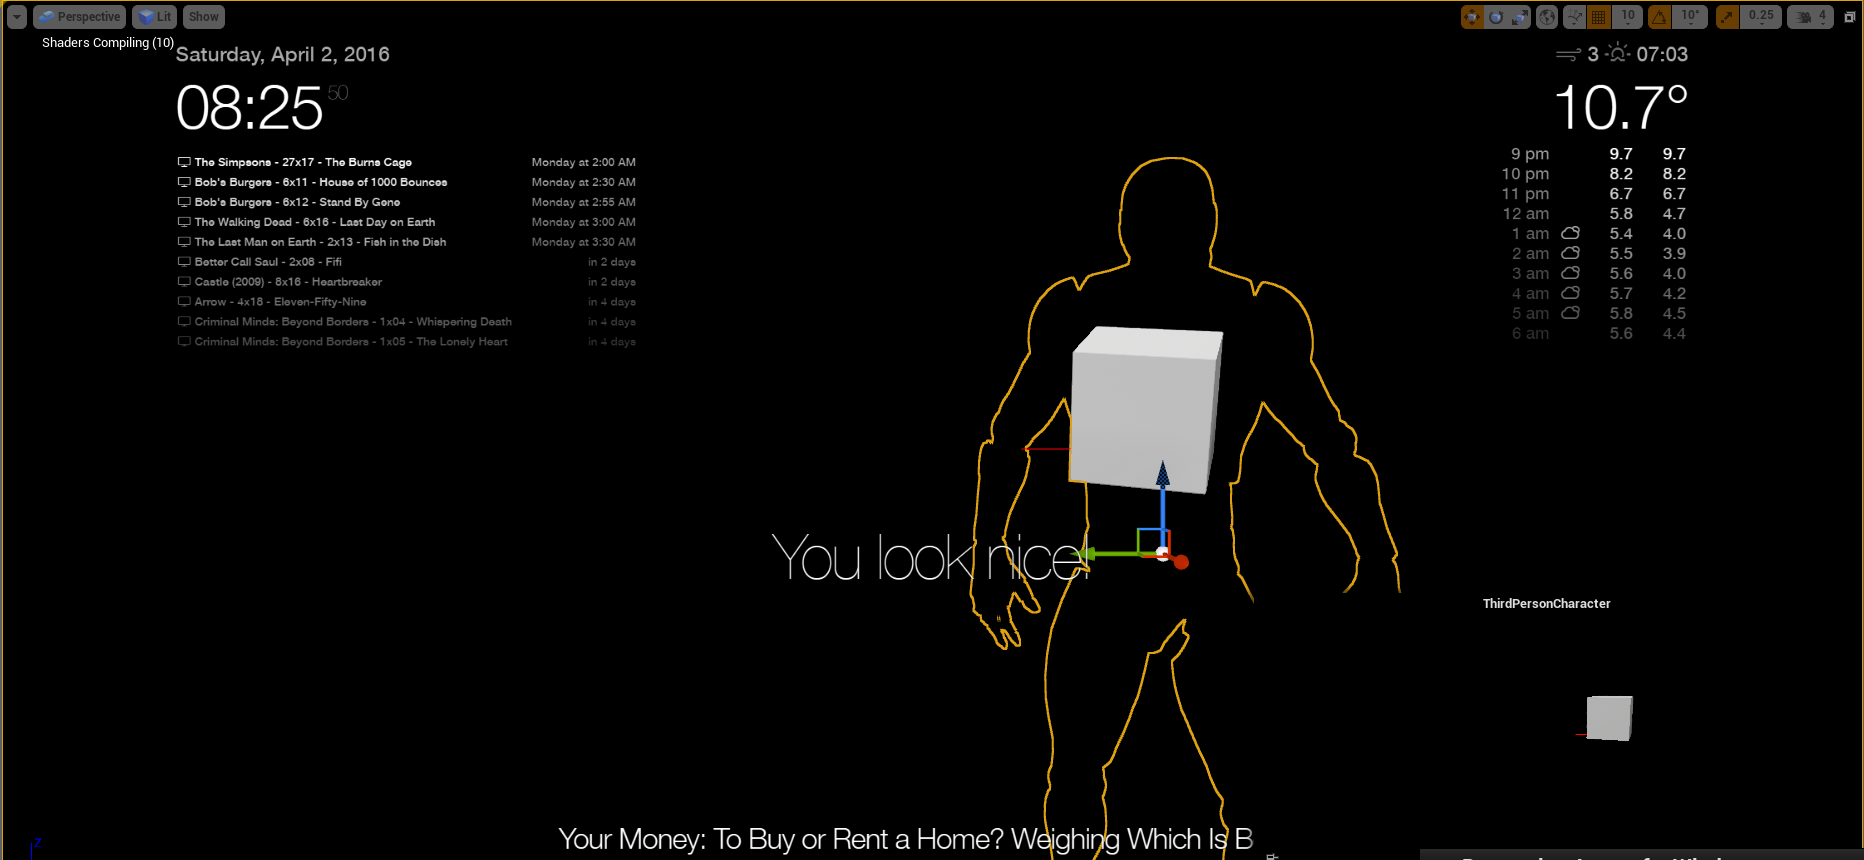 Perspective Lit Show 10 10° 0.25 4
Shaders Compiling (10)
Saturday, April 2, 2016
08:25 50
The Simpsons - 27x17 - The Burns Cage Monday at 2:00 AM
Bob's Burgers - 6x11 - House of 1000 Bounces Monday at 2:30 AM
Bob's Burgers - 6x12 - Stand By Gene Monday at 2:55 AM
The Walking Dead - 6x16 - Last Day on Earth Monday at 3:00 AM
The Last Man on Earth - 2x13 - Fish in the Dish Monday at 3:30 AM
Better Call Saul - 2x08 - Fifi in 2 days
Castle (2009) - 8x16 - Heartbreaker in 2 days
Arrow - 4x18 - Eleven-Fifty-Nine in 4 days
Criminal Minds: Beyond Borders - 1x04 - Whispering Death in 4 days
Criminal Minds: Beyond Borders - 1x05 - The Lonely Heart in 4 days
3 07:03
10.7°
9 pm 9.7 9.7
10 pm 8.2 8.2
11 pm 6.7 6.7
12 am 5.8 4.7
1 am 5.4 4.0
2 am 5.5 3.9
3 am 5.6 4.0
4 am 5.7 4.2
5 am 5.8 4.5
6 am 5.6 4.4
You look nice!
ThirdPersonCharacter
Your Money: To Buy or Rent a Home? Weighing Which Is B
Z